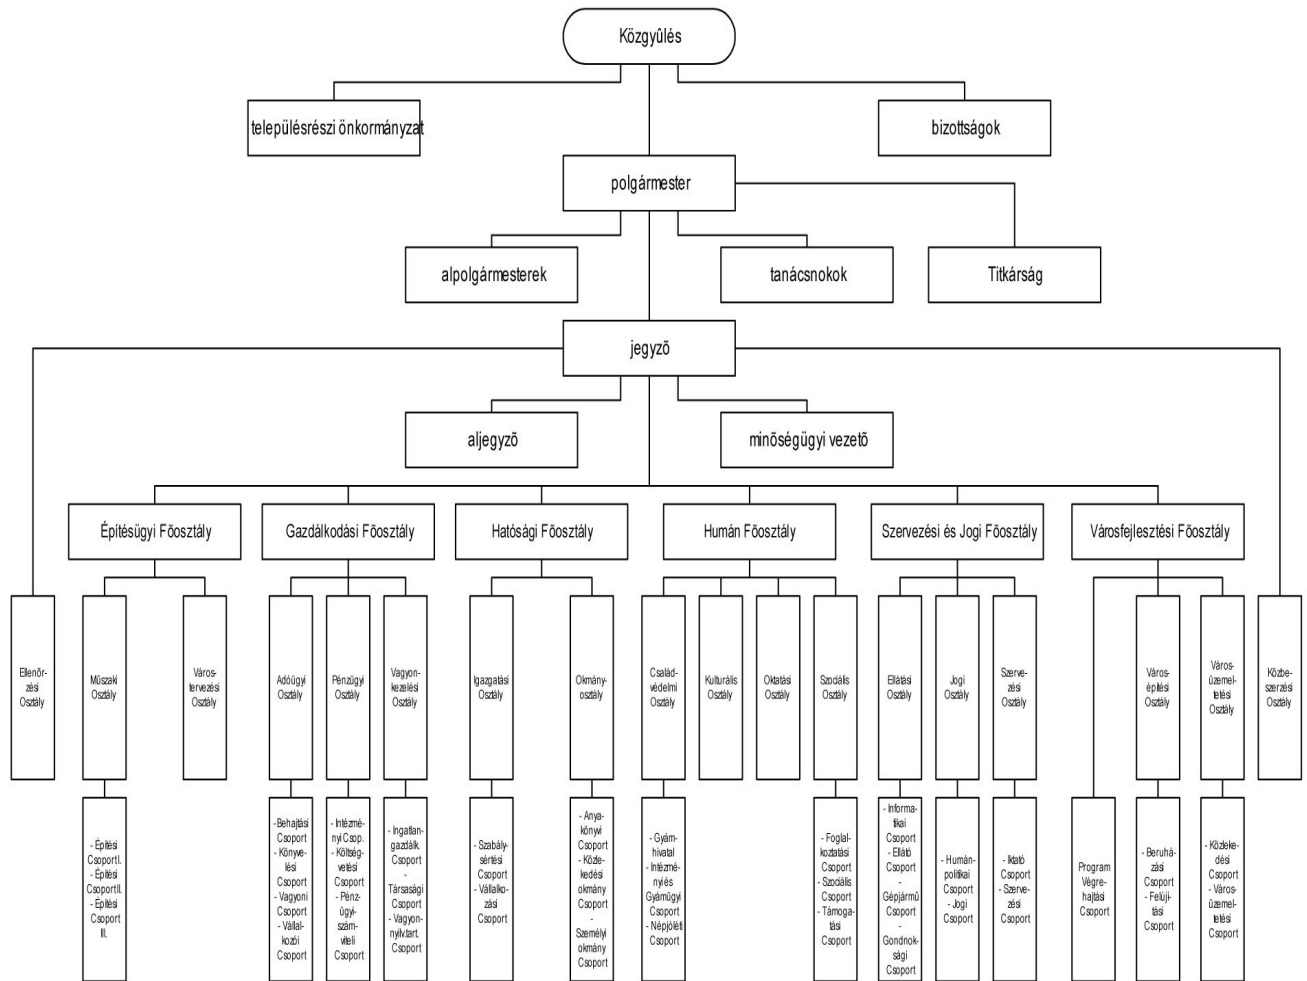 Közgyûlés
településrészi önkormányzat
bizottságok
polgármester
alpolgármesterek
tanácsnokok
Titkárság
jegyzõ
aljegyzõ
minõségügyi vezetõ
Építésügyi Fõosztály
Gazdálkodási Fõosztály
Hatósági Fõosztály
Humán Fõosztály
Szervezési és Jogi Fõosztály
Városfejlesztési Fõosztály
Ellenõr-
zési
Osztály
Mûszaki
Osztály
Város-
tervezési
Osztály
Adóügyi
Osztály
Pénzügyi
Osztály
Vagyon-
kezelési
Osztály
Igazgatási
Osztály
Okmány-
osztály
Család-
védelmi
Osztály
Kulturális
Osztály
Oktatási
Osztály
Szociális
Osztály
Ellátási
Osztály
Jogi
Osztály
Szerve-
zési
Osztály
Város-
építési
Osztály
Város-
üzemel-
tetési
Osztály
Közbe-
szerzési
Osztály
- Építési
Csoport I.
- Építési
Csoport II.
- Építési
Csoport
III.
-Behajtási
Csoport
- Könyve-
lési
Csoport
- Vagyoni
Csoport
- Vállal-
kozói
Csoport
- Intézmé-
nyi Csop.
- Költség-
vetési
Csoport
- Pénz-
ügyi-
szám-
viteli
Csoport
- Ingatlan-
gazdálk.
Csoport
-
Társasági
Csoport
- Vagyon-
nyilv.tart.
Csoport
- Szabály-
sértési
Csoport
- Vállalko-
zási
Csoport
- Anya-
könyvi
Csoport
- Közle-
kedési
okmány
Csoport
-
Személyi
okmány
Csoport
- Gyám-
hivatal
- Intézmé-
nyi és
Gyámügyi
Csoport
- Népjóléti
Csoport
- Foglal-
koztatási
Csoport
- Szociális
Csoport
- Támoga-
tási
Csoport
- Informa-
tikai
Csoport
- Ellátó
Csoport
-
Gépjármû
Csoport
-
Gondnok-
sági
Csoport
- Humán-
politikai
Csoport
- Jogi
Csoport
- Iktató
Csoport
- Szerve-
zési
Csoport
Program
Végre-
hajtási
Csoport
- Beruhá-
zási
Csoport
- Felújí-
tási
Csoport
- Közleke-
dési
Csoport
- Város-
üzemel-
tetési
Csoport